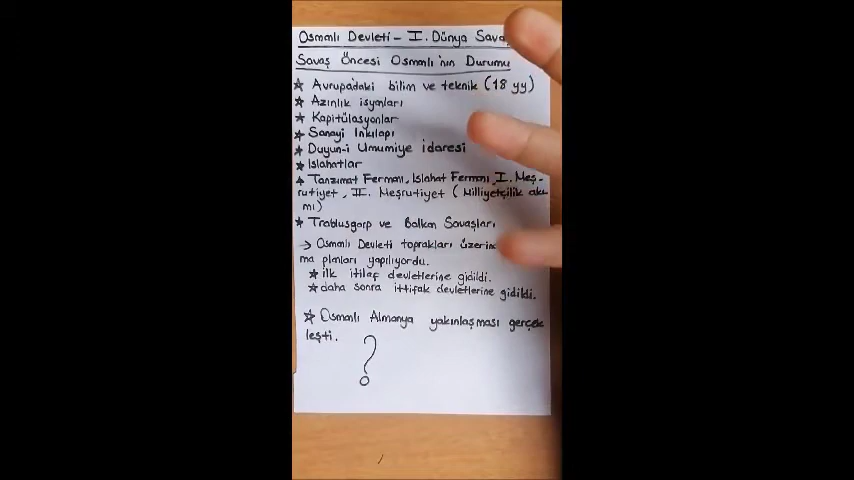 Osmanlı Devleti - I. Dünya Savaş
Savaş Öncesi Osmanlı'nın Durumu
★ Avrupadaki bilim ve teknik (18 yy)
★ Azınlık isyanları
★ Kapitülasyonlar
★ Sanayi İnkılapı
★ Duyun-i Umumiye idaresi
★ Islahatlar
★ Tanzimat Fermanı, Islahat Fermanı, I. Meş-
rutiyet, II. Meşrutiyet (Milliyetçilik akı
mı)
★ Trablusgarp ve Balkan Savaşları
→ Osmanlı Devleti toprakları üzerin
ma planları yapılıyordu.
★ ilk itilaf devletlerine gidildi.
★ daha sonra ittifak devletlerine gidildi.
★ Osmanlı Almanya yakınlaşması gerçek
leşti.
?